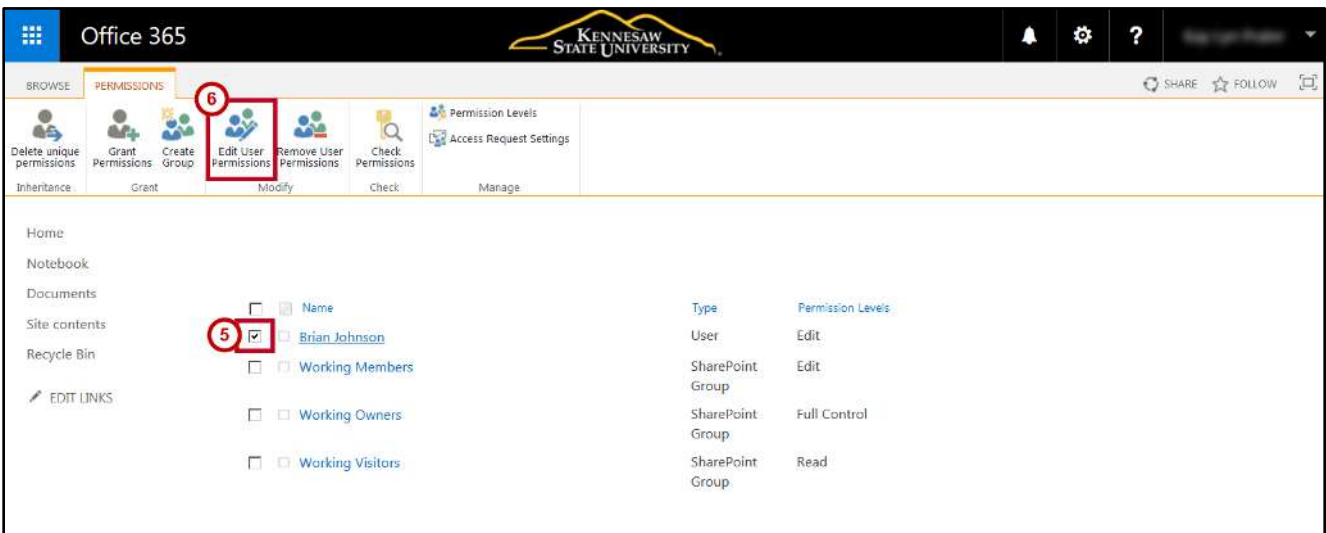 Office 365
KENNESAW
STATE UNIVERSITY
?
BROWSE PERMISSIONS
SHARE FOLLOW
6
Delete unique
permissions
Grant
Permissions
Create
Group
Edit User
Permissions
Remove User
Permissions
Check
Permissions
Permission Levels
Access Request Settings
Inheritance Grant Modify Check Manage
Home
Notebook
Documents
Site contents
Recycle Bin
EDIT LINKS
Name Type Permission Levels
5 Brian Johnson User Edit
Working Members SharePoint Edit
Group
Working Owners SharePoint Full Control
Group
Working Visitors SharePoint Read
Group